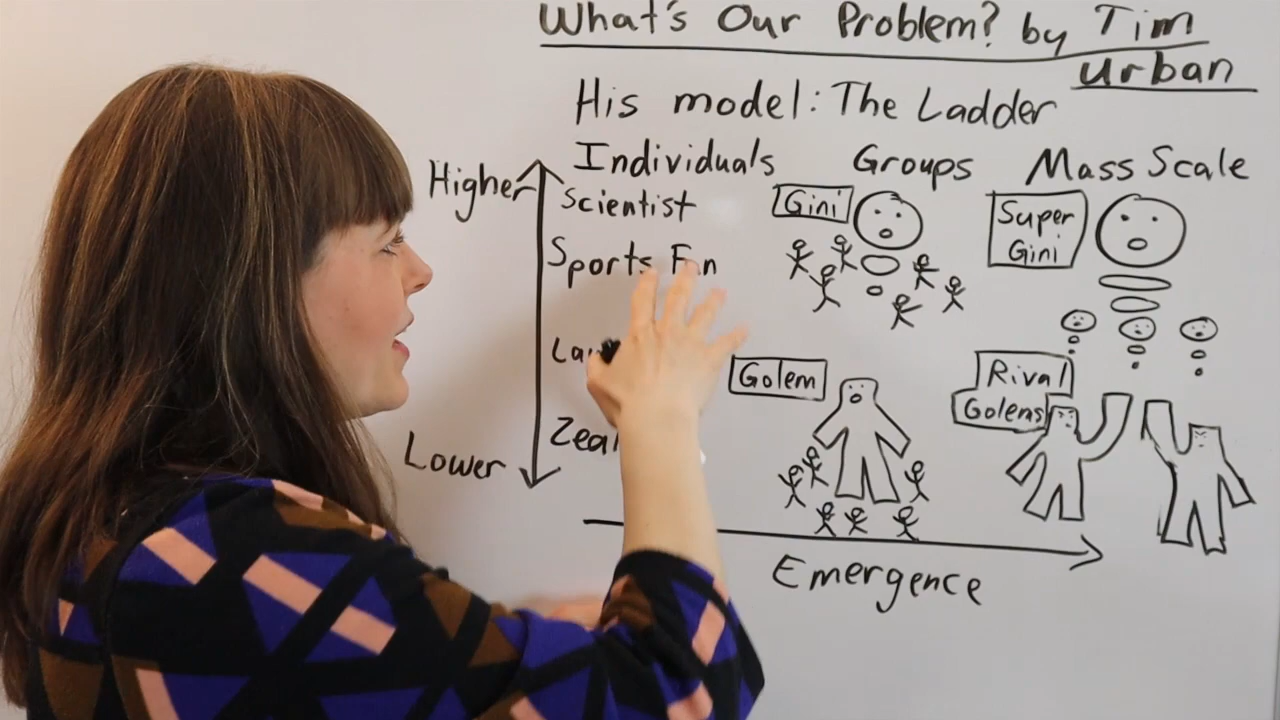 What's Our Problem? by Tim
Urban
His model: The Ladder
Individuals Groups Mass Scale
Higher
Scientist
Gini
Super
Gini
Sports
Golem
Rival
Golens
Lower
Emergence